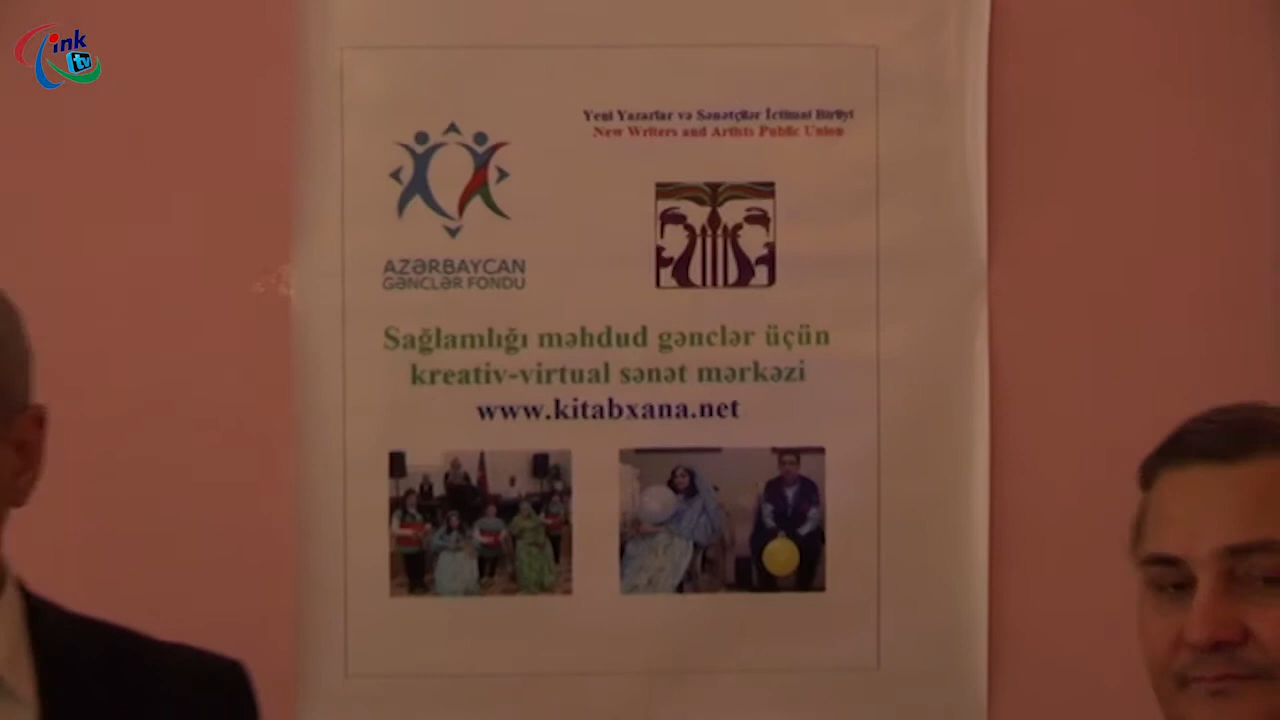 ink
tv
Yeni Yazarlar və Sənətçilər İctimai Birliyi
New Writers and Artists Public Union
AZƏRBAYCAN
GƏNCLƏR FONDU
Sağlamlığı məhdud gənclər üçün
kreativ-virtual sənət mərkəzi
www.kitabxana.net